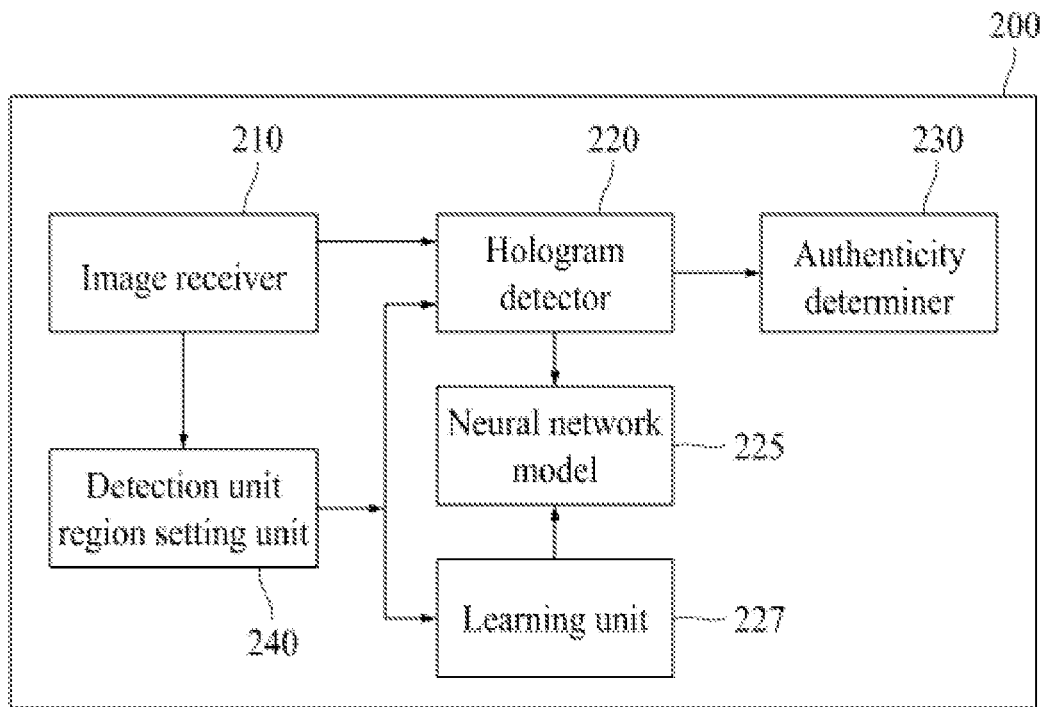 200
210
220
230
Image receiver
Hologram
detector
Authenticity
determiner
Neural network
model
225
Detection unit
region setting unit
240
Learning unit
227